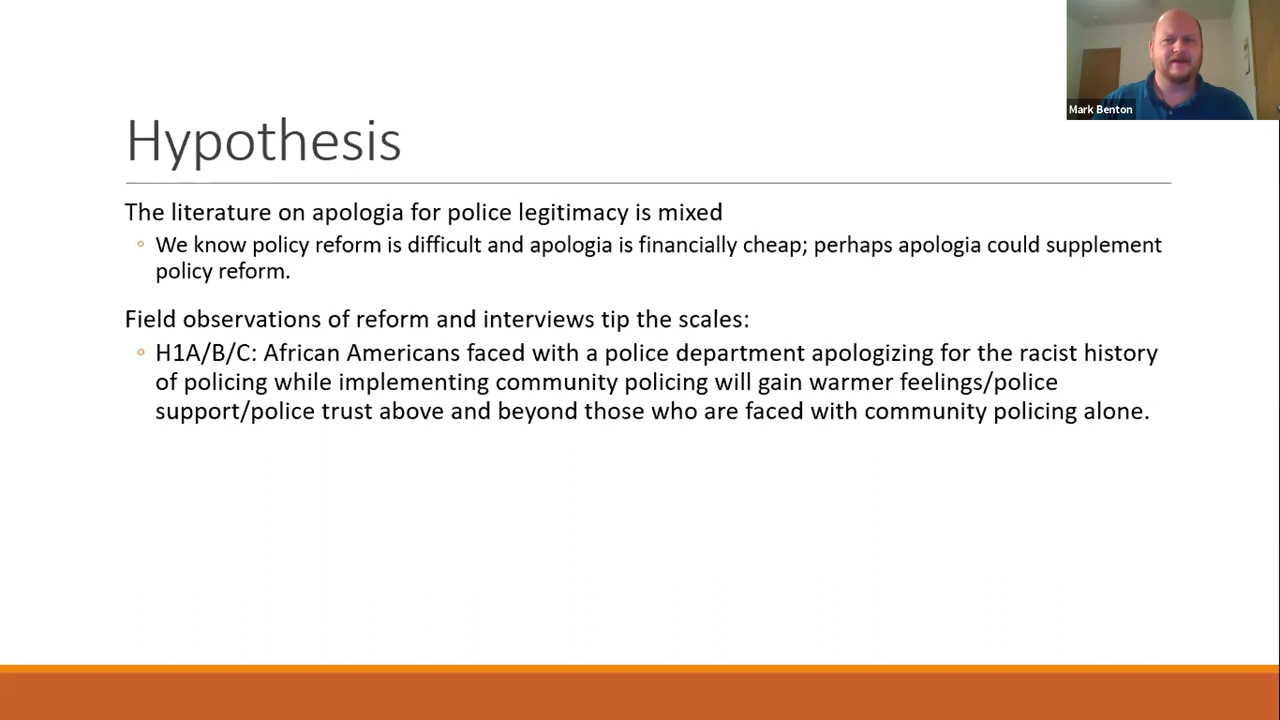 Mark Benton
Hypothesis
The literature on apologia for police legitimacy is mixed
We know policy reform is difficult and apologia is financially cheap; perhaps apologia could supplement
policy reform.
Field observations of reform and interviews tip the scales:
H1A/B/C: African Americans faced with a police department apologizing for the racist history
of policing while implementing community policing will gain warmer feelings/police
support/police trust above and beyond those who are faced with community policing alone.